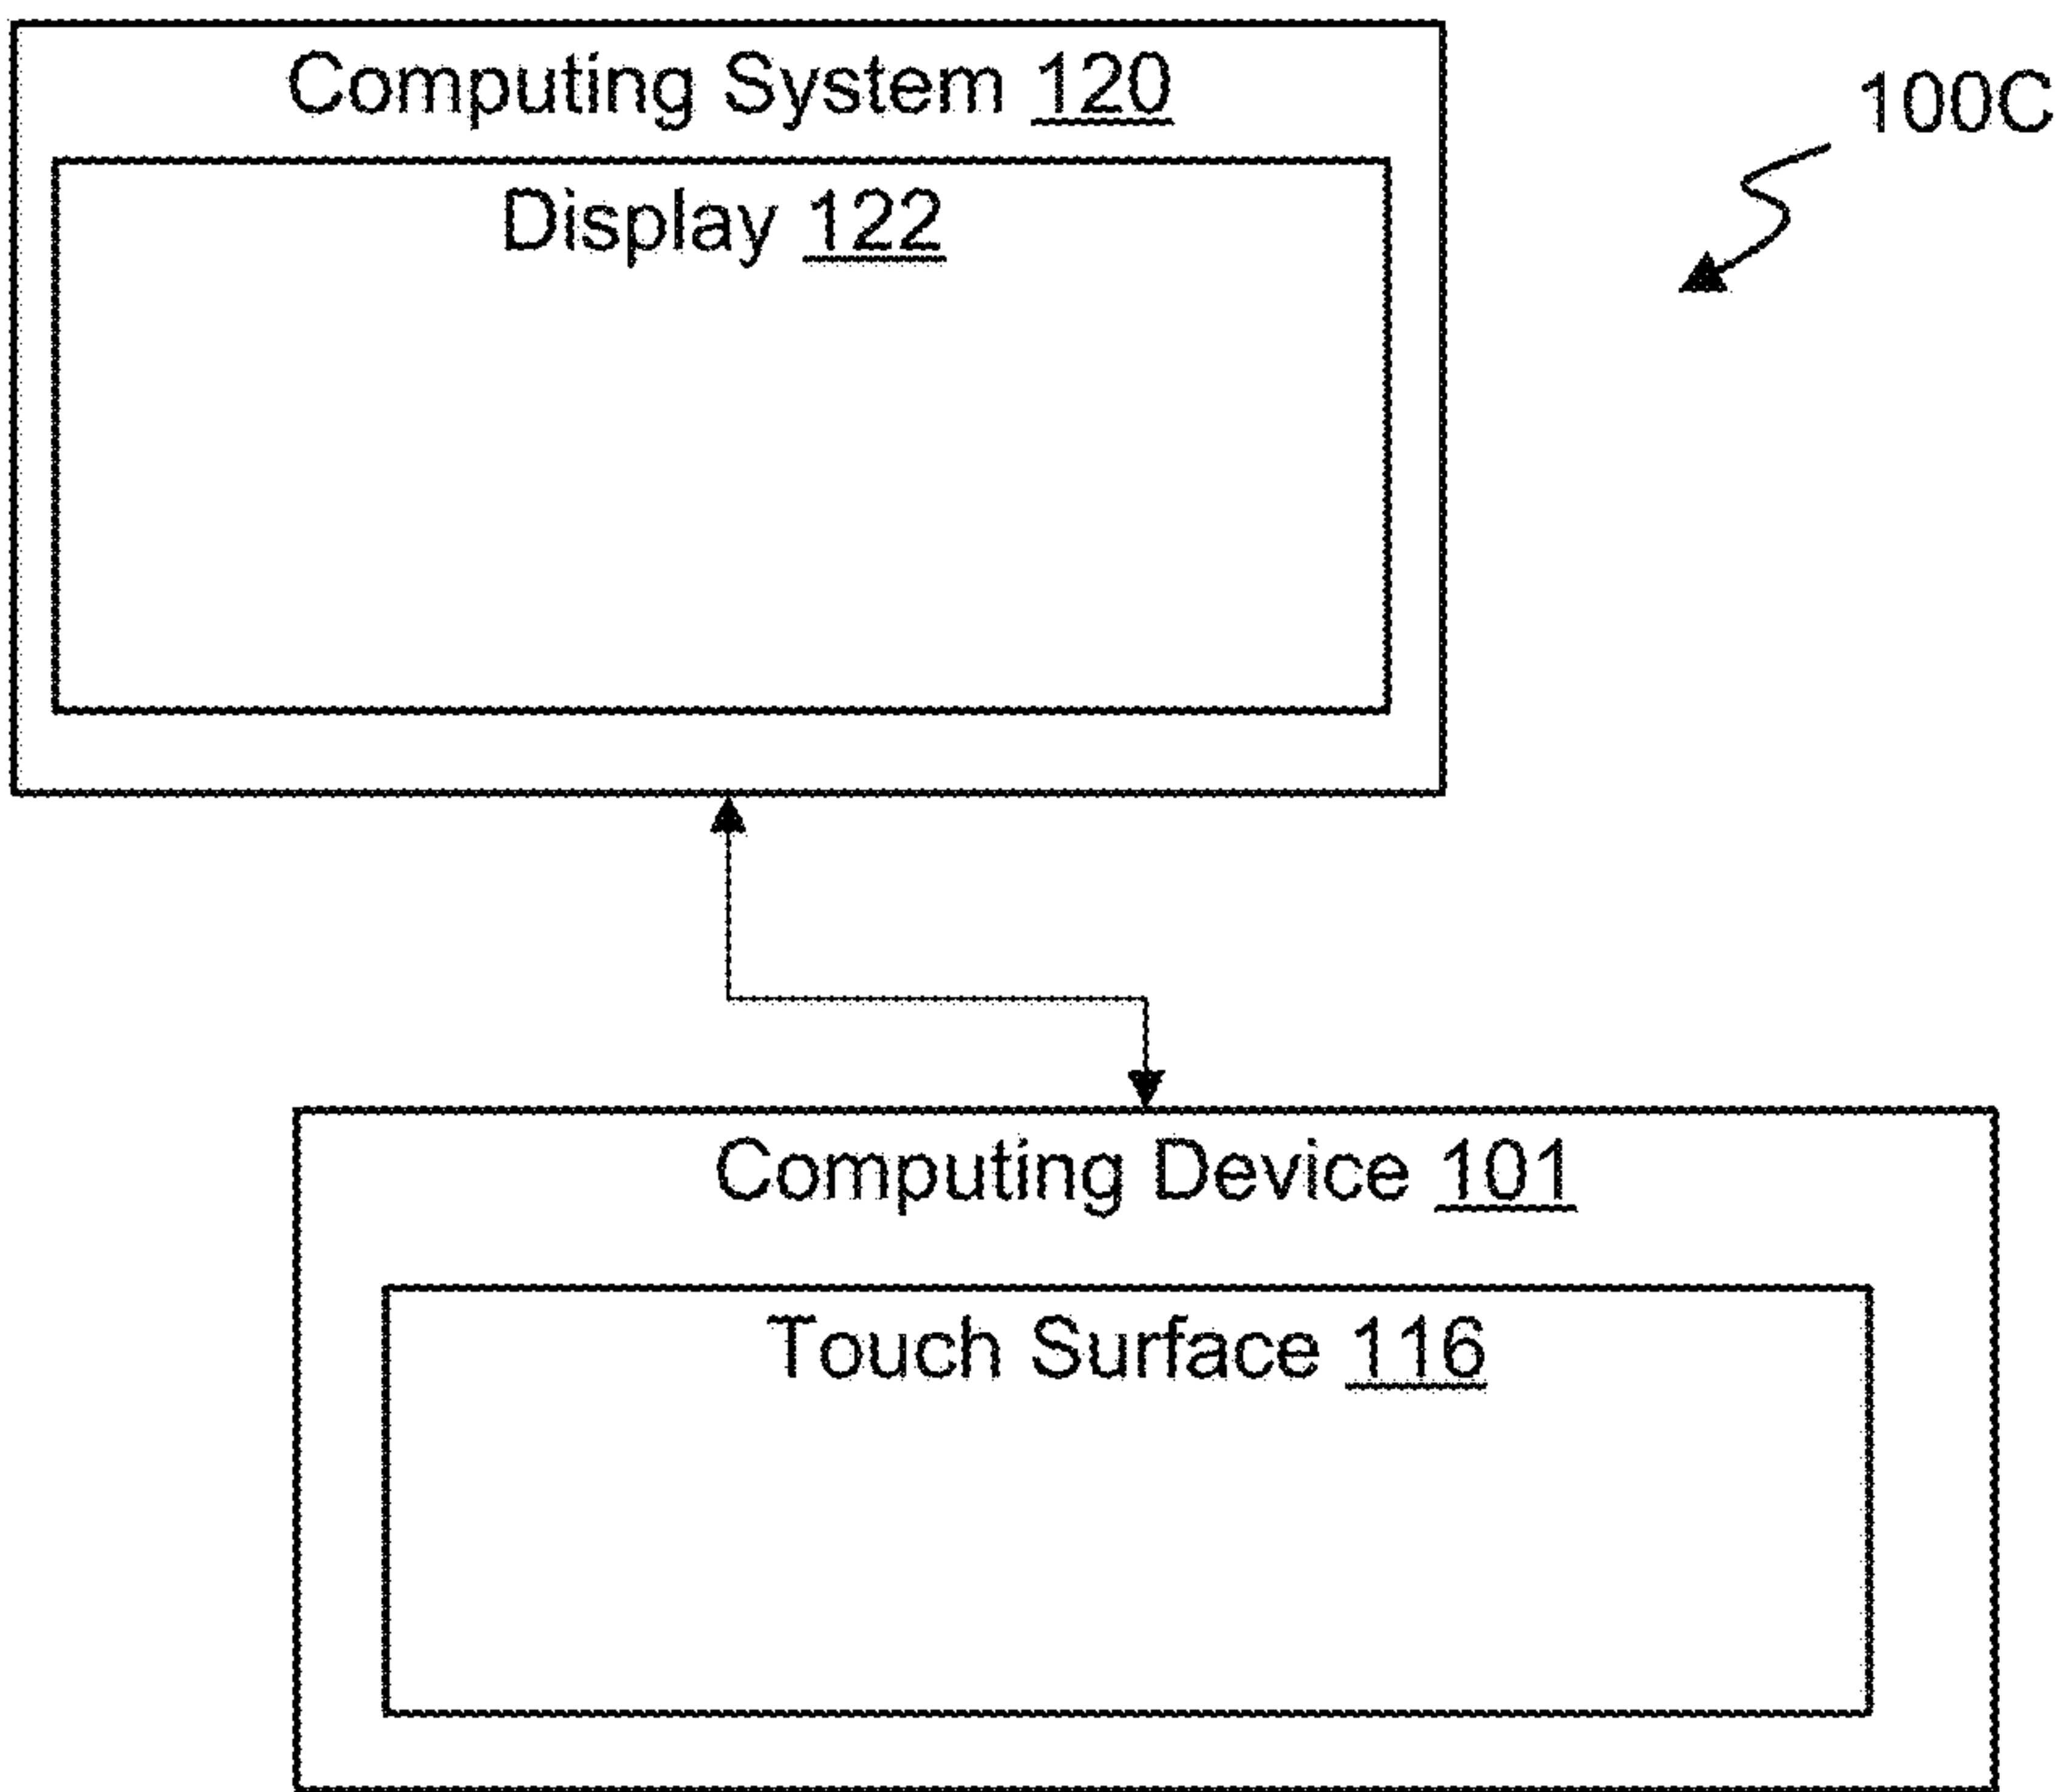 Computing System 120
100C
Display 122
Computing Device 101
Touch Surface 116